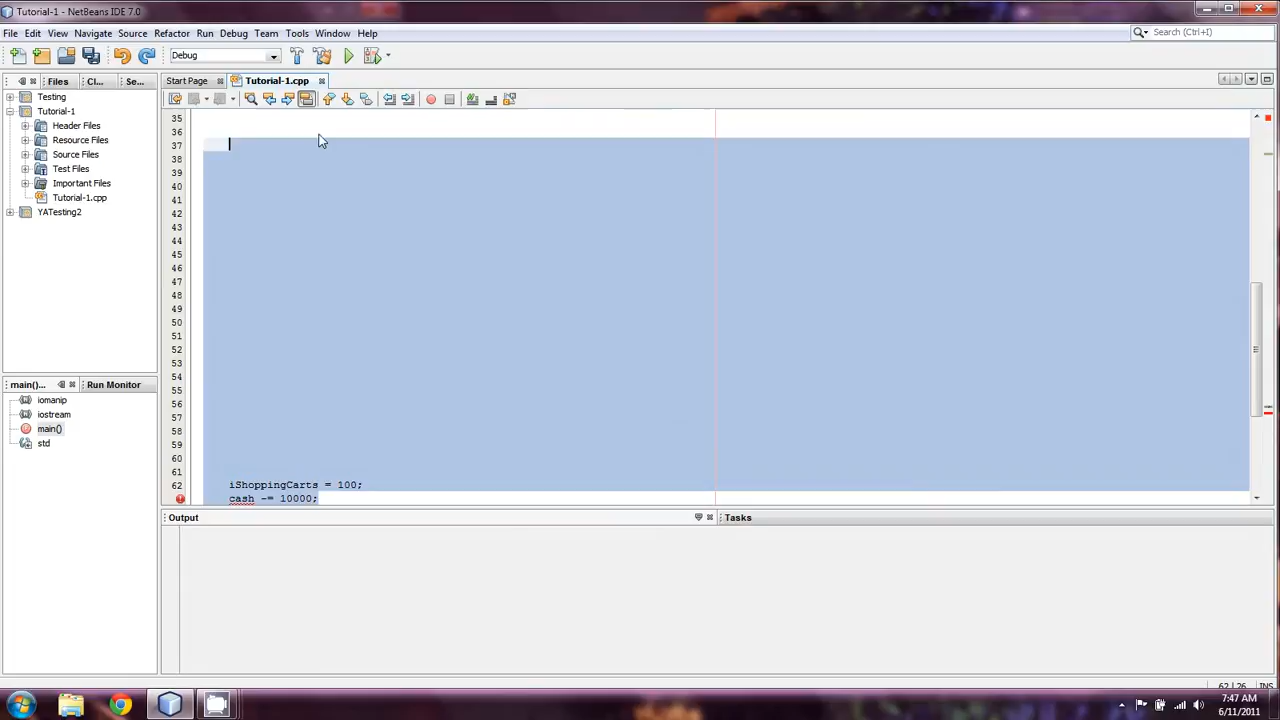 Tutorial-1 - NetBeans IDE 7.0
File Edit View Navigate Source Refactor Run Debug Team Tools Window Help
Search (Ctrl+I)
Debug
Files Cl... Se...
Start Page Tutorial-1.cpp
Testing
Tutorial-1
Header Files
Resource Files
Source Files
Test Files
Important Files
Tutorial-1.cpp
YATesting2
35
36
37
38
39
40
41
42
43
44
45
46
47
48
49
50
51
52
53
54
55
56
57
58
59
60
61
62 iShoppingCarts = 100;
cash -= 10000;
main()... Run Monitor
iomanip
iostream
main()
std
Output
Tasks
62 | 26 INS
7:47 AM
6/11/2011